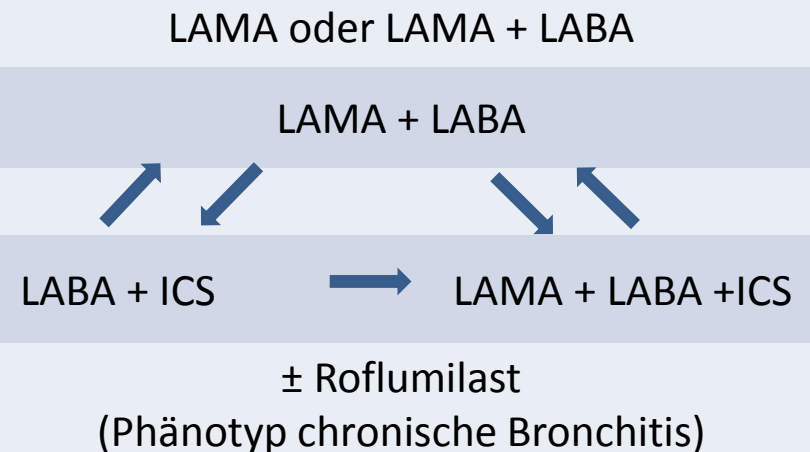 LAMA oder LAMA + LABA
LAMA + LABA
LABA + ICS
LAMA + LABA +ICS
± Roflumilast
(Phänotyp chronische Bronchitis)